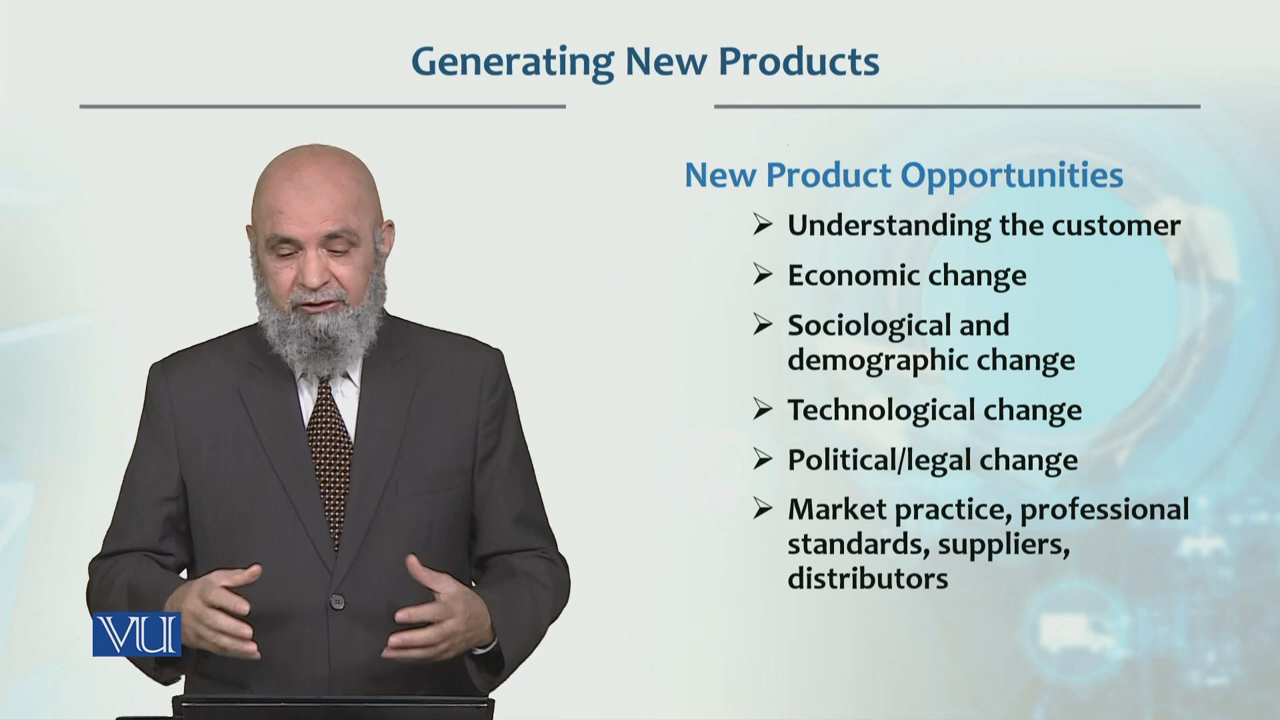 Generating New Products
New Product Opportunities
Understanding the customer
Economic change
Sociological and
demographic change
Technological change
Political/legal change
Market practice, professional
standards, suppliers,
distributors
VU